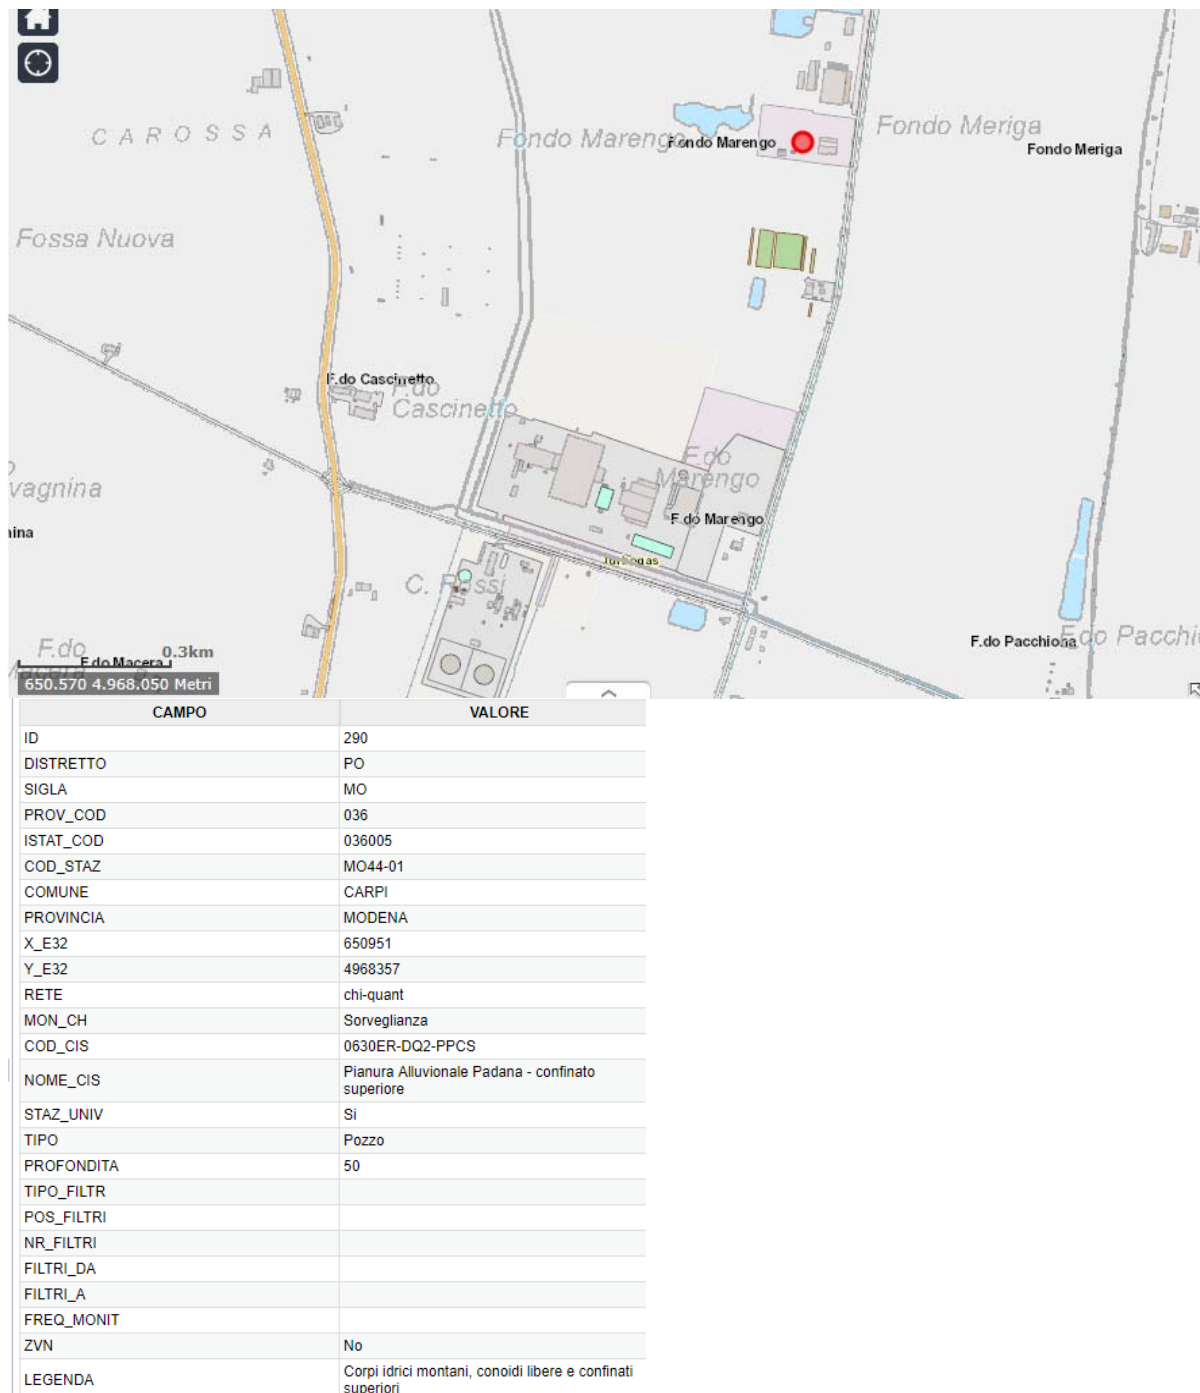 CAROSSA
Fondo Marengo
Fondo Marengo
Fondo Meriga
Fondo Meriga
Fossa Nuova
F.do Cascinetto
F.do
Cascinetto
vagnina
nina
F.do
Marengo
F.do Marengo
C. Rossi
F.do Pacchiona
F.do Pacchi
F.do
F.do Macera
0.3km
650.570 4.968.050 Metri
CAMPO VALORE
ID 290
DISTRETTO PO
SIGLA MO
PROV_COD 036
ISTAT_COD 036005
COD_STAZ MO44-01
COMUNE CARPI
PROVINCIA MODENA
X_E32 650951
Y_E32 4968357
RETE chi-quant
MON_CH Sorveglianza
COD_CIS 0630ER-DQ2-PPCS
NOME_CIS Pianura Alluvionale Padana - confinato
superiore
STAZ_UNIV Si
TIPO Pozzo
PROFONDITA 50
TIPO_FILTR
POS_FILTRI
NR_FILTRI
FILTRI_DA
FILTRI_A
FREQ_MONIT
ZVN No
LEGENDA Corpi idrici montani, conoidi libere e confinati
superiori